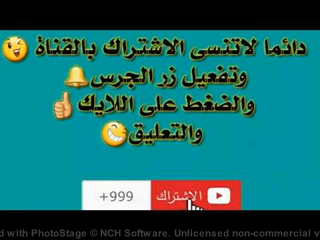 دائما لاتنسى الاشتراك بالقناة
وتفعيل زر الجرس
والضغط على اللايك
والتعليق
+999 الاشتراك
d with PhotoStage © NCH Software. Unlicensed non-commercial v